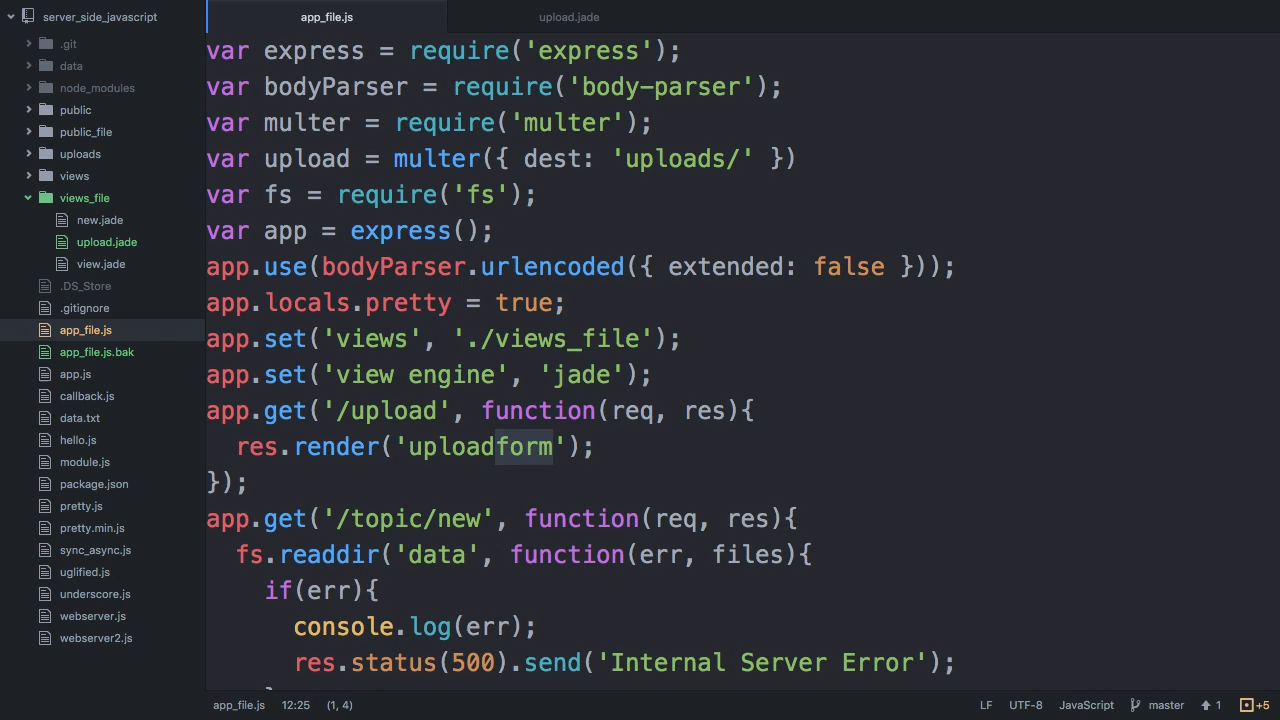 server_side_javascript
.git
data
node_modules
public
public_file
uploads
views
views_file
new.jade
upload.jade
view.jade
.DS_Store
.gitignore
app_file.js
app_file.js.bak
app.js
callback.js
data.txt
hello.js
module.js
package.json
pretty.js
pretty.min.js
sync_async.js
uglified.js
underscore.js
webserver.js
webserver2.js
app_file.js
upload.jade
var express = require('express');
var bodyParser = require('body-parser');
var multer = require('multer');
var upload = multer({ dest: 'uploads/' })
var fs = require('fs');
var app = express();
app.use(bodyParser.urlencoded({ extended: false }));
app.locals.pretty = true;
app.set('views', './views_file');
app.set('view engine', 'jade');
app.get('/upload', function(req, res){
  res.render('uploadform');
});
app.get('/topic/new', function(req, res){
  fs.readdir('data', function(err, files){
    if(err){
      console.log(err);
      res.status(500).send('Internal Server Error');
    }
app_file.js 12:25 (1, 4) LF UTF-8 JavaScript master 1 +5